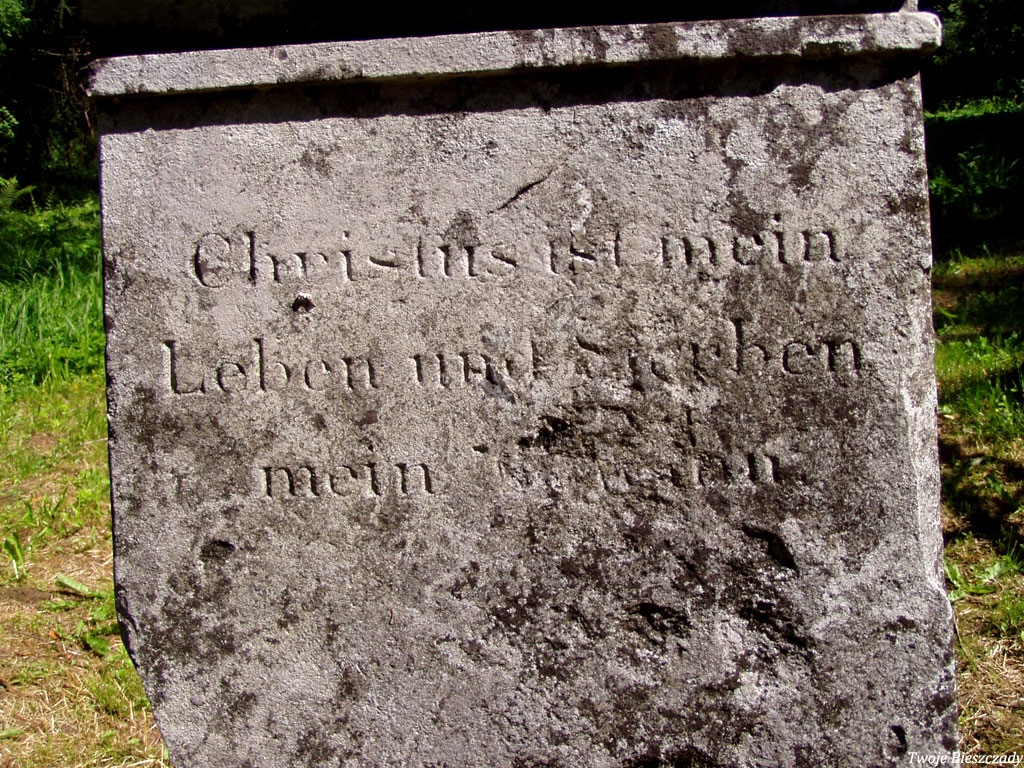 Christus ist mein
Leben und Sterben
mein
Twoje Bieszczady